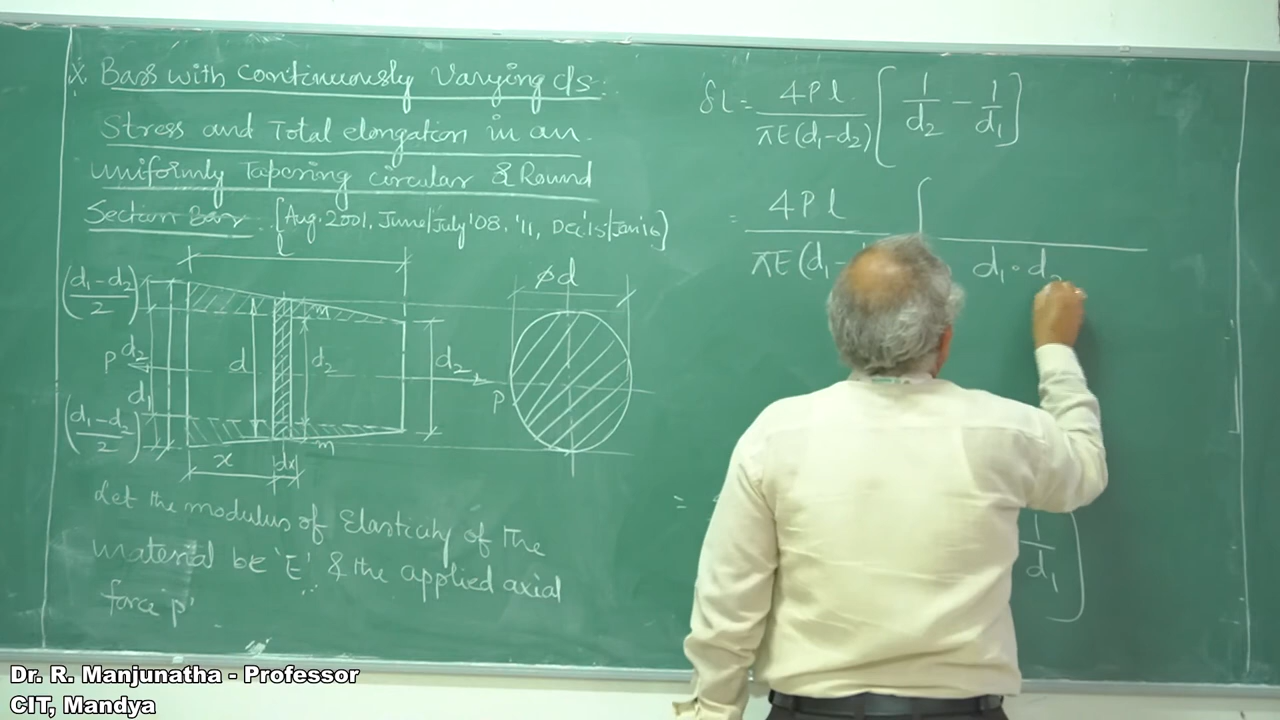 X. Bars with Continuously Varying c/s.
Stress and Total elongation in an
uniformly Tapering circular & Round
Section Bar. [Aug. 2001, June/July '08, '11, Dec.'15/Jan'16]
l
(d₁-d₂)/2
d₂
P
d₁
(d₁-d₂)/2
d
d₂
m
m
d₂
P
x
dx
ϕd
Let the modulus of Elasticity of the
material be 'E' & the applied axial
force P'
δL = 4Pl / πE(d₁-d₂) [1/d₂ - 1/d₁]
= 4Pl / πE(d₁- [ / d₁·d₂
=
1/d₁]
Dr. R. Manjunatha - Professor
CIT, Mandya